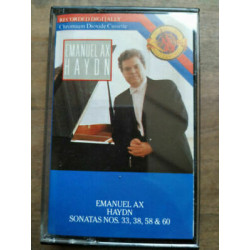 RECORDED DIGITALLY
Chromium Dioxide Cassette
EMANUEL AX
HAYDN
EMANUEL AX
HAYDN
SONATAS NOS. 33, 38, 58 & 60